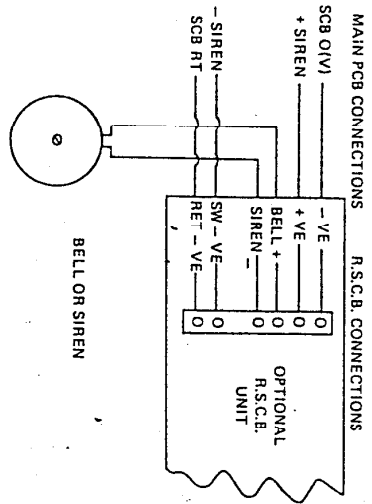 MAIN PCB CONNECTIONS
R.S.C.B. CONNECTIONS
SCB O(V)
- VE
+ SIREN
+ VE
BELL +
SIREN -
- SIREN
SW - VE
SCB RT
RET - VE
OPTIONAL
R.S.C.B.
UNIT
BELL OR SIREN